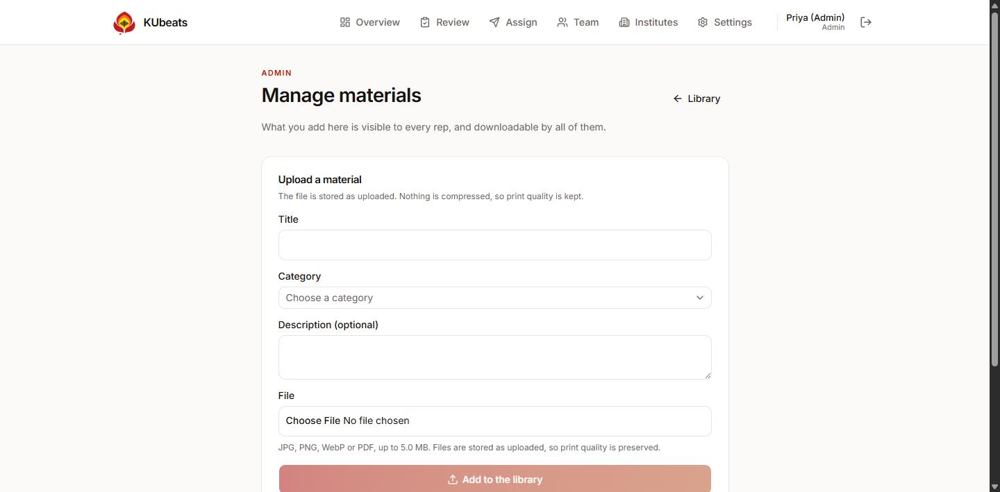 KUbeats
Overview
Review
Assign
Team
Institutes
Settings
Priya (Admin)
Admin
ADMIN
Manage materials
Library
What you add here is visible to every rep, and downloadable by all of them.
Upload a material
The file is stored as uploaded. Nothing is compressed, so print quality is kept.
Title
Category
Choose a category
Description (optional)
File
Choose File No file chosen
JPG, PNG, WebP or PDF, up to 5.0 MB. Files are stored as uploaded, so print quality is preserved.
Add to the library